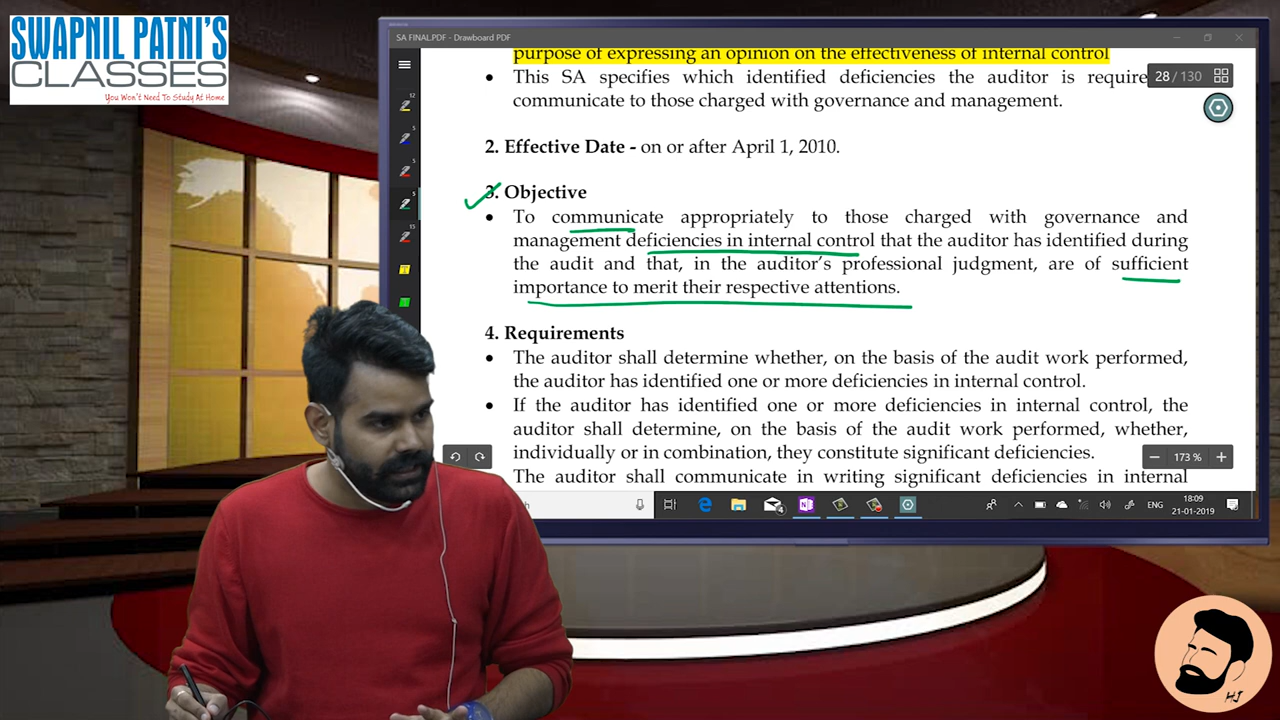 SWAPNIL PATNI'S
CLASSES
You Won't Need To Study At Home
SA FINAL.PDF - Drawboard PDF
purpose of expressing an opinion on the effectiveness of internal control
28 / 130
• This SA specifies which identified deficiencies the auditor is require
communicate to those charged with governance and management.
2. Effective Date - on or after April 1, 2010.
3. Objective
• To communicate appropriately to those charged with governance and
management deficiencies in internal control that the auditor has identified during
the audit and that, in the auditor's professional judgment, are of sufficient
importance to merit their respective attentions.
4. Requirements
• The auditor shall determine whether, on the basis of the audit work performed,
the auditor has identified one or more deficiencies in internal control.
• If the auditor has identified one or more deficiencies in internal control, the
auditor shall determine, on the basis of the audit work performed, whether,
individually or in combination, they constitute significant deficiencies.
The auditor shall communicate in writing significant deficiencies in internal
173 %
ENG
18:09
21-01-2019
HJ